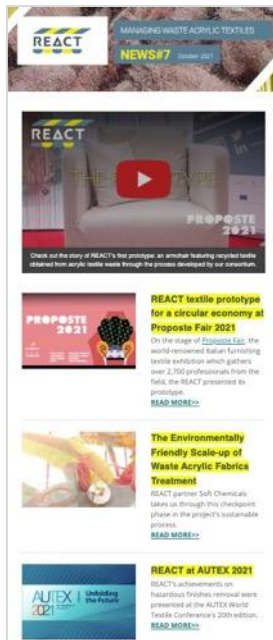 REACT
MANAGING WASTE ACRYLIC TEXTILES
NEWS#7 October 2021
REACT
THE PROTOTYPE
PROPOSTE
2021
Check out the story of REACT's first prototype: an armchair featuring recycled textile
obtained from acrylic textile waste through the process developed by our consortium.
PROPOSTE
2021
REACT textile prototype
for a circular economy at
Proposte Fair 2021
On the stage of Proposte Fair, the
world-renowned Italian furnishing
textile exhibition which gathers
over 2,700 professionals from the
field, the REACT presented its
prototype.
READ MORE>>
The Environmentally
Friendly Scale-up of
Waste Acrylic Fabrics
Treatment
REACT partner Soft Chemicals
takes us through this checkpoint
phase in the project's sustainable
process.
READ MORE>>
AUTEX
2021
Unfolding
the Future
REACT at AUTEX 2021
REACT's achievements on
hazardous finishes removal were
presented at the AUTEX World
Textile Conference's 20th edition.
READ MORE>>